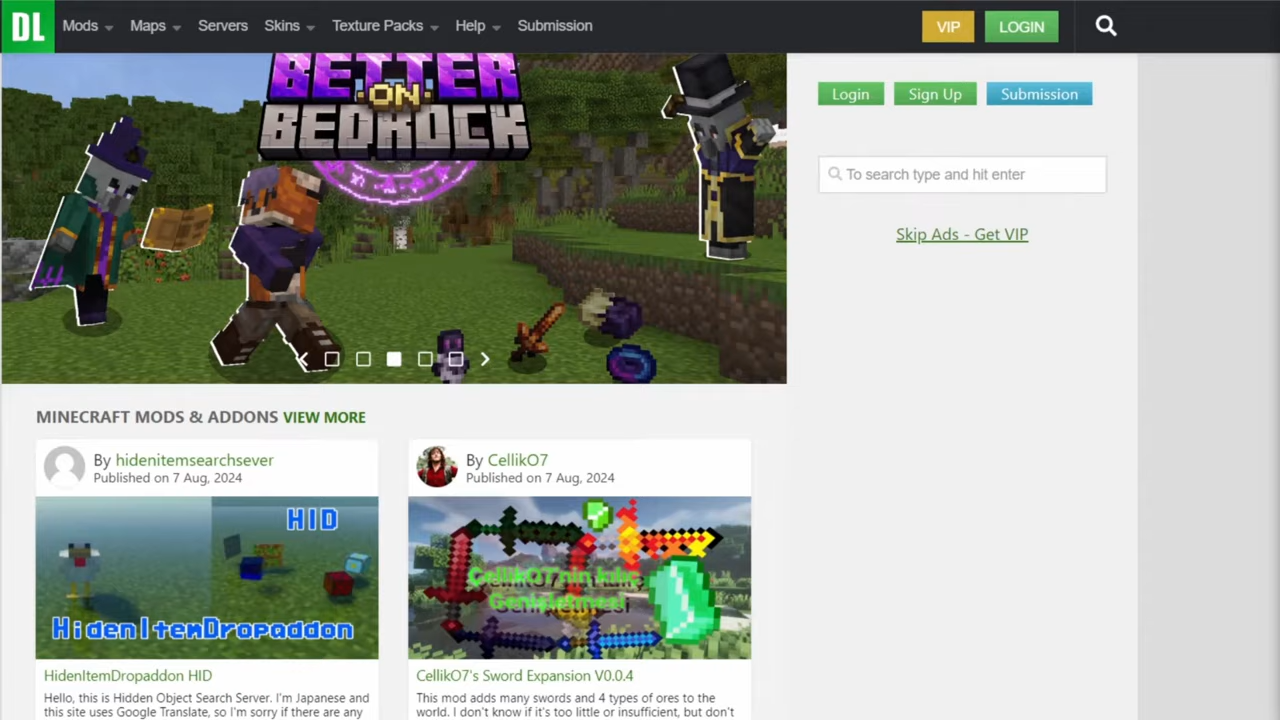 DL Mods Maps Servers Skins Texture Packs Help Submission VIP LOGIN
BETTER
ON
BEDROCK
Login Sign Up Submission
To search type and hit enter
Skip Ads - Get VIP
MINECRAFT MODS & ADDONS VIEW MORE
By hidenitemsearchsever
Published on 7 Aug, 2024
HID
HidenItemDropaddon
HidenItemDropaddon HID
Hello, this is Hidden Object Search Server. I'm Japanese and
this site uses Google Translate, so I'm sorry if there are any
By CellikO7
Published on 7 Aug, 2024
CellikO7'nin kılıç
CellikO7's Sword Expansion V0.0.4
This mod adds many swords and 4 types of ores to the
world. I don't know if it's too little or insufficient, but don't